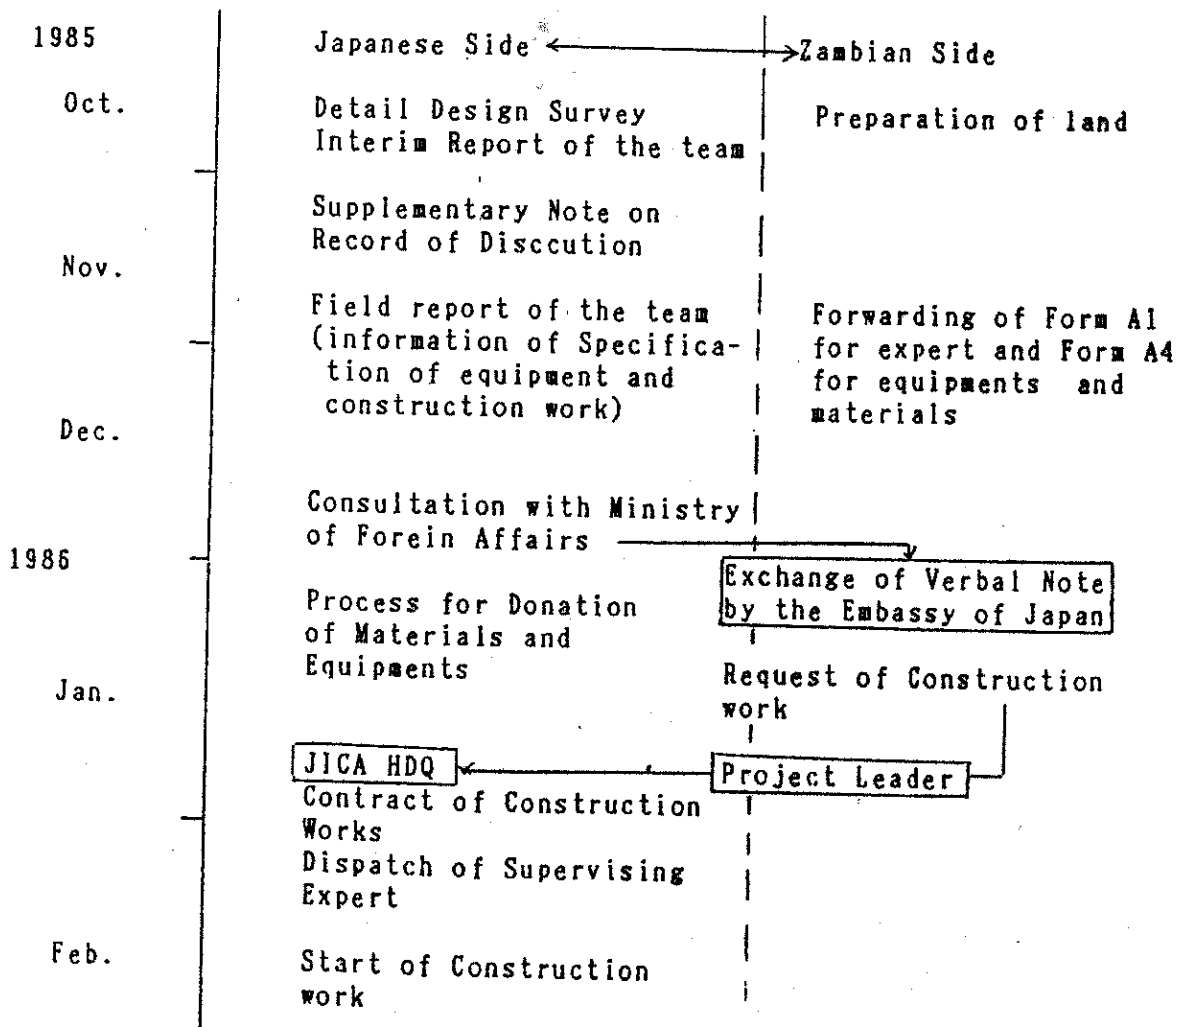 1985
Japanese Side
Zambian Side
Oct.
Detail Design Survey
Interim Report of the team
Preparation of land
Supplementary Note on
Record of Disccution
Nov.
Field report of the team
(information of Specifica-
tion of equipment and
construction work)
Forwarding of Form A1
for expert and Form A4
for equipments and
materials
Dec.
Consultation with Ministry
of Forein Affairs
1986
Exchange of Verbal Note
by the Embassy of Japan
Process for Donation
of Materials and
Equipments
Jan.
Request of Construction
work
JICA HDQ
Project Leader
Contract of Construction
Works
Dispatch of Supervising
Expert
Feb.
Start of Construction
work